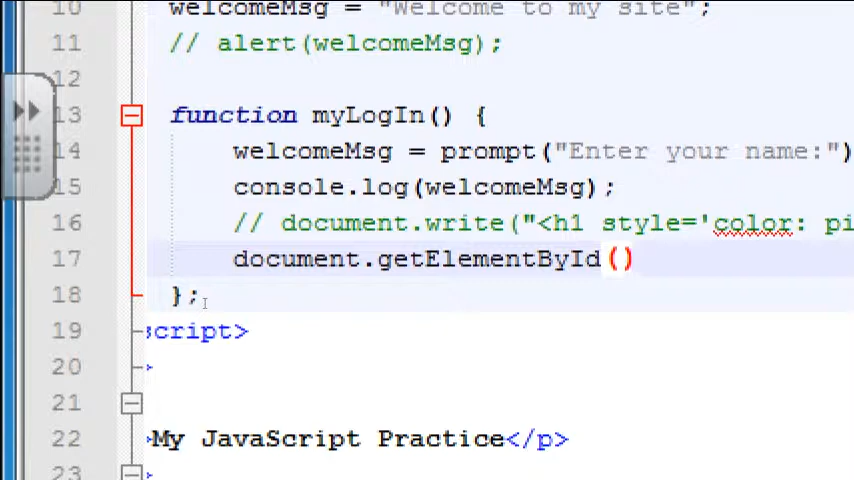 10 welcomeMsg = "Welcome to my site";
11 // alert(welcomeMsg);
12
13 function myLogIn() {
14 welcomeMsg = prompt("Enter your name:")
15 console.log(welcomeMsg);
16 // document.write("<h1 style='color: pi
17 document.getElementById()
18 };
19 script>
20 >
21
22 >My JavaScript Practice</p>
23 >